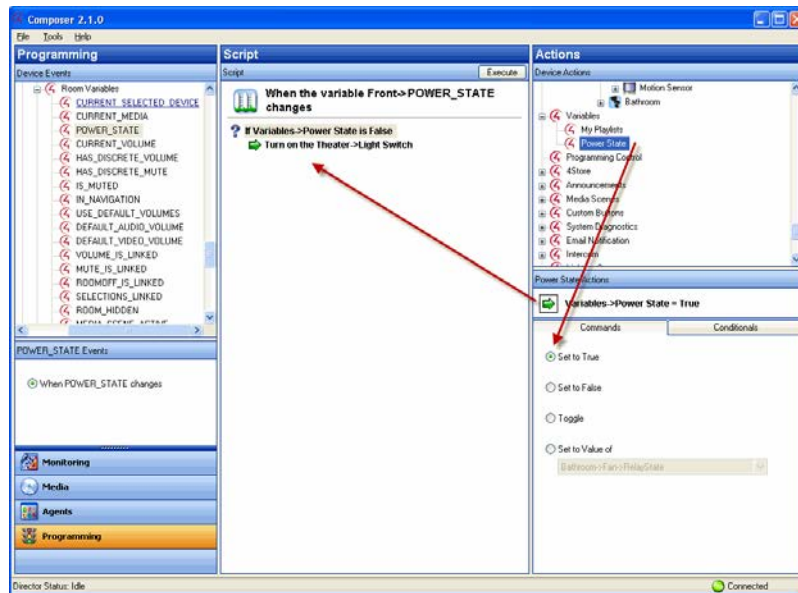 Composer 2.1.0
File Tools Help
Programming
Device Events
Room Variables
CURRENT_SELECTED_DEVICE
CURRENT_MEDIA
POWER_STATE
CURRENT_VOLUME
HAS_DISCRETE_VOLUME
HAS_DISCRETE_MUTE
IS_MUTED
IN_NAVIGATION
USE_DEFAULT_VOLUMES
DEFAULT_AUDIO_VOLUME
DEFAULT_VIDEO_VOLUME
VOLUME_IS_LINKED
MUTE_IS_LINKED
ROOMOFF_IS_LINKED
SELECTIONS_LINKED
ROOM_HIDDEN
MEDIA_SCENE_ACTIVE
POWER_STATE Events
When POWER_STATE changes
Monitoring
Media
Agents
Programming
Director Status: Idle
Script
Script Execute
When the variable Front->POWER_STATE
changes
? If Variables->Power State is False
Turn on the Theater->Light Switch
Actions
Device Actions
Motion Sensor
Bathroom
Variables
My Playlists
Power State
Programming Control
4Store
Announcements
Media Scenes
Custom Buttons
System Diagnostics
Email Notification
Intercom
Power State Actions
Variables->Power State = True
Commands Conditionals
Set to True
Set to False
Toggle
Set to Value of
Bathroom->Fan->RelayState
Connected